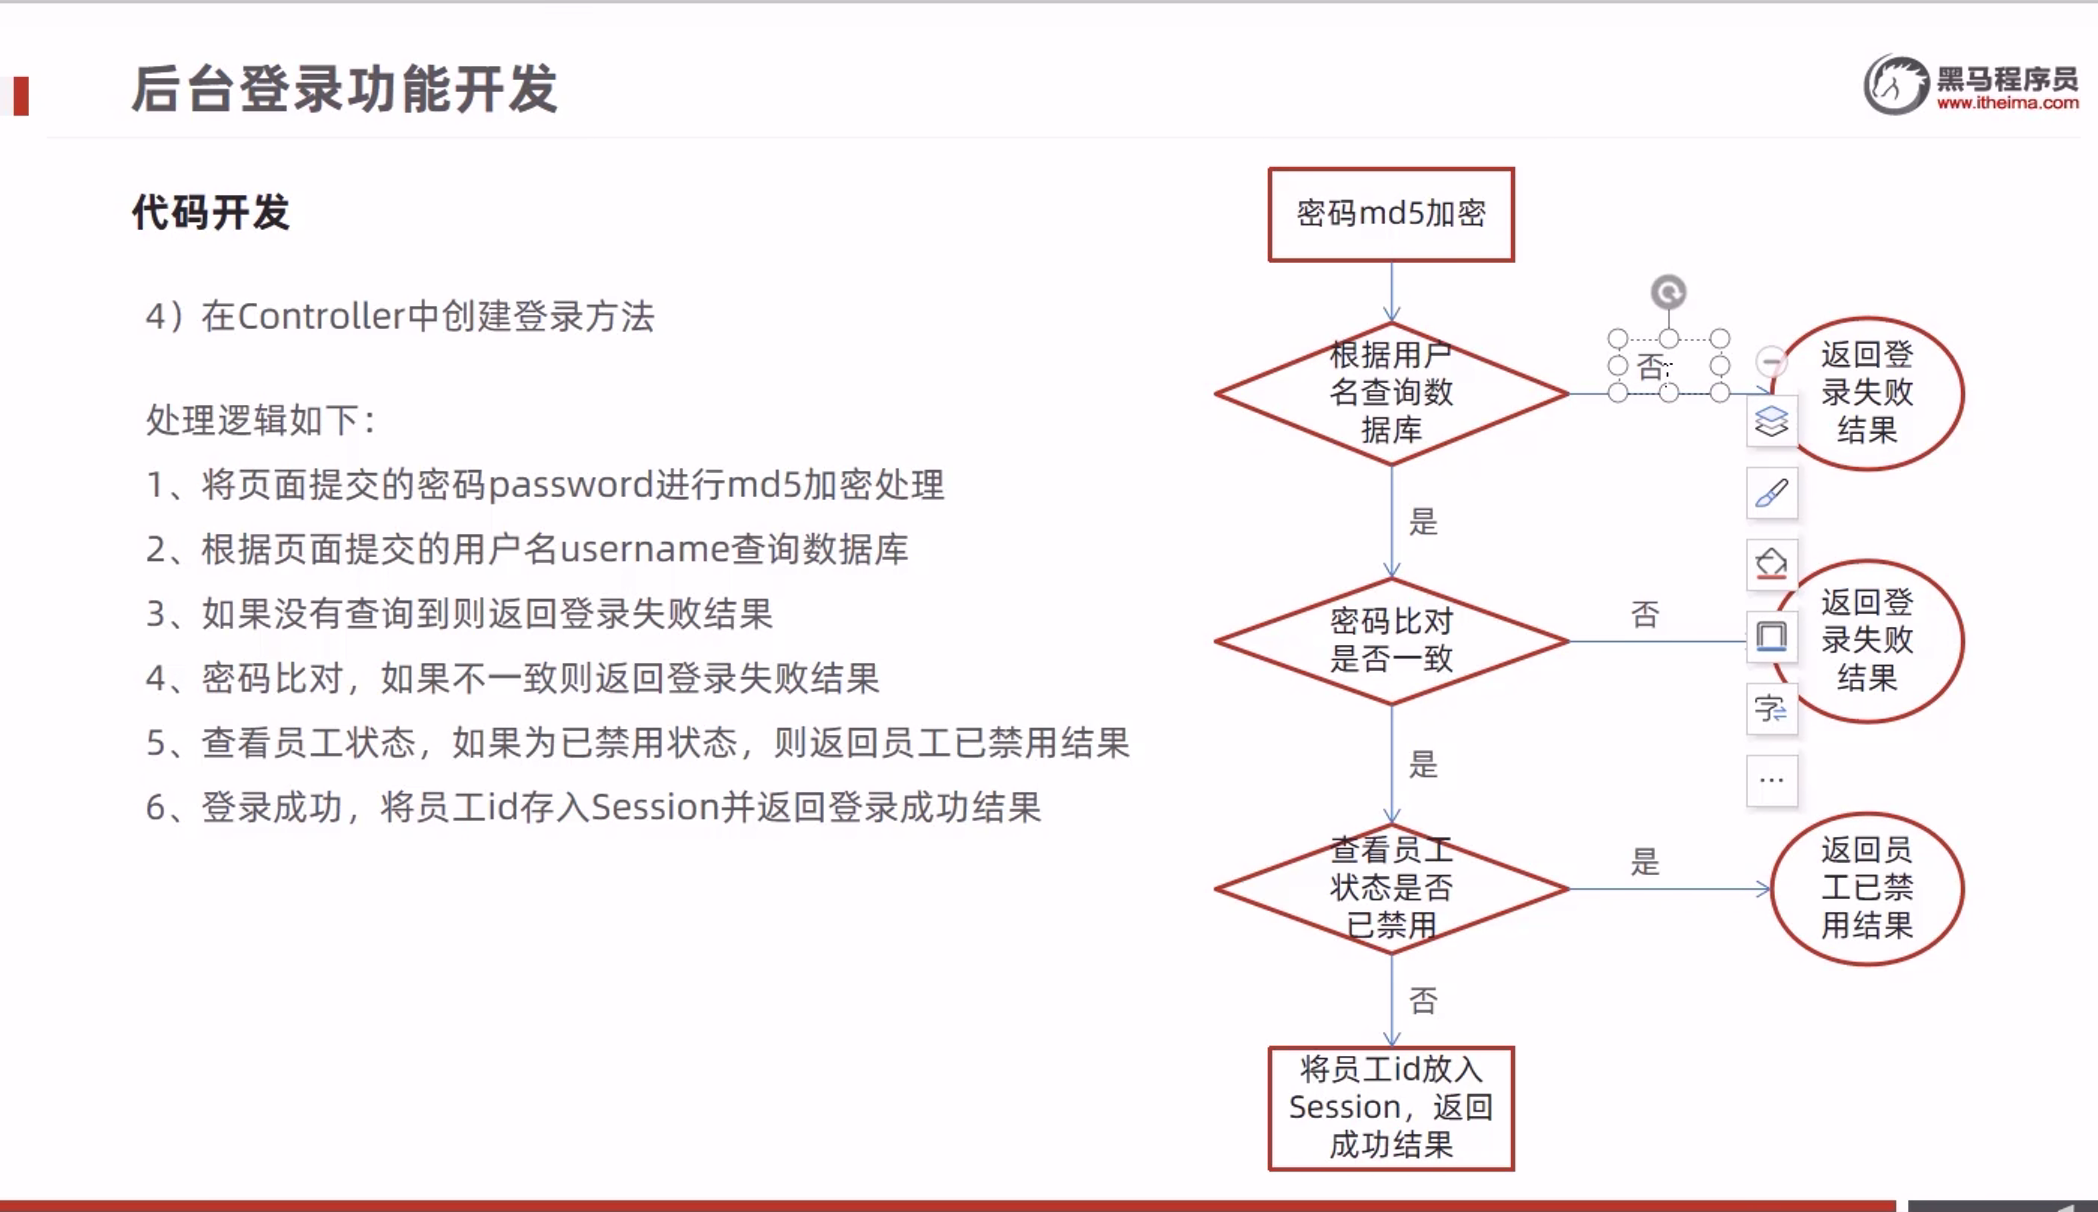 后台登录功能开发
黑马程序员
www.itheima.com
代码开发
4）在Controller中创建登录方法
处理逻辑如下：
1、将页面提交的密码password进行md5加密处理
2、根据页面提交的用户名username查询数据库
3、如果没有查询到则返回登录失败结果
4、密码比对，如果不一致则返回登录失败结果
5、查看员工状态，如果为已禁用状态，则返回员工已禁用结果
6、登录成功，将员工id存入Session并返回登录成功结果
密码md5加密
根据用户
名查询数
据库
否
返回登
录失败
结果
是
密码比对
是否一致
否
返回登
录失败
结果
字
是
查看员工
状态是否
已禁用
是
返回员
工已禁
用结果
否
将员工id放入
Session，返回
成功结果